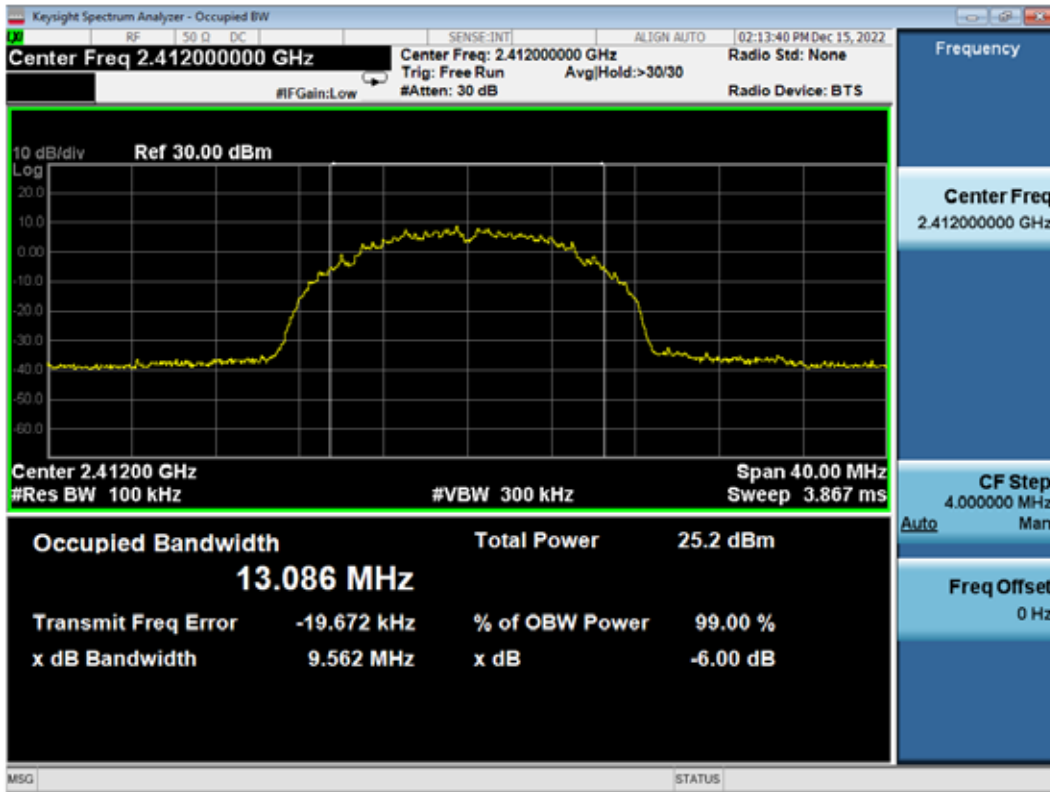 Keysight Spectrum Analyzer - Occupied BW
LXI RF 50 Ω DC SENSE:INT ALIGN AUTO 02:13:40 PM Dec 15, 2022
Center Freq 2.412000000 GHz
Center Freq: 2.412000000 GHz
Radio Std: None
Trig: Free Run
Avg|Hold:>30/30
#IFGain:Low
#Atten: 30 dB
Radio Device: BTS
10 dB/div
Ref 30.00 dBm
Log
20.0
10.0
0.00
-10.0
-20.0
-30.0
-40.0
-50.0
-60.0
Center 2.41200 GHz
Span 40.00 MHz
#Res BW 100 kHz
#VBW 300 kHz
Sweep 3.867 ms
Occupied Bandwidth
Total Power 25.2 dBm
13.086 MHz
Transmit Freq Error -19.672 kHz
% of OBW Power 99.00 %
x dB Bandwidth 9.562 MHz
x dB -6.00 dB
MSG
STATUS
Frequency
Center Freq
2.412000000 GHz
CF Step
4.000000 MHz
Auto Man
Freq Offset
0 Hz